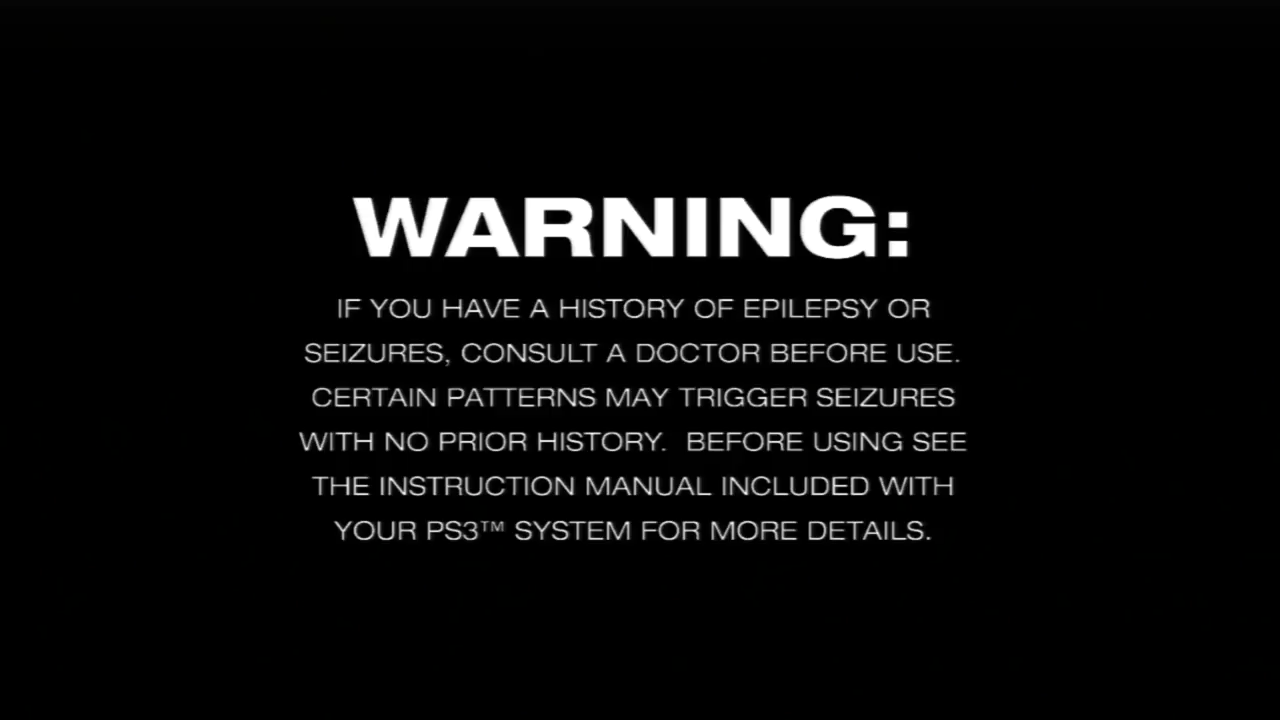 WARNING:
IF YOU HAVE A HISTORY OF EPILEPSY OR
SEIZURES, CONSULT A DOCTOR BEFORE USE.
CERTAIN PATTERNS MAY TRIGGER SEIZURES
WITH NO PRIOR HISTORY.  BEFORE USING SEE
THE INSTRUCTION MANUAL INCLUDED WITH
YOUR PS3™ SYSTEM FOR MORE DETAILS.